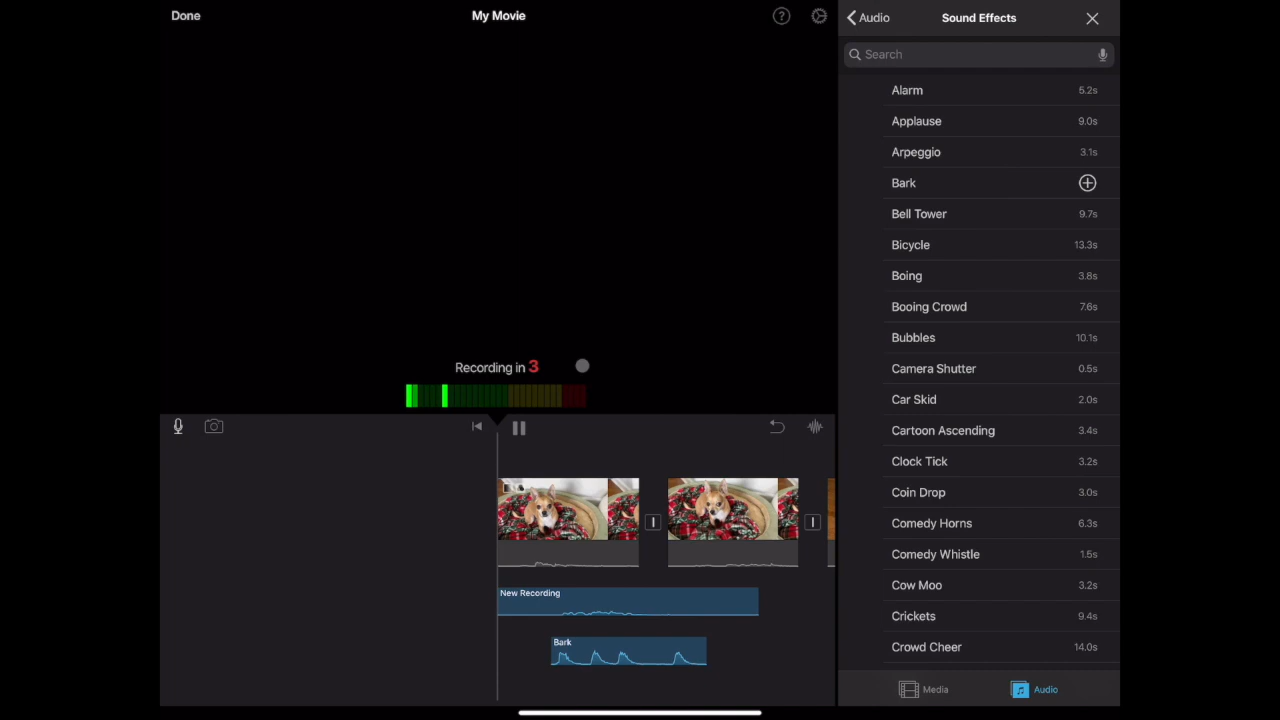 Done
My Movie
?
Audio
Sound Effects
Search
Alarm 5.2s
Applause 9.0s
Arpeggio 3.1s
Bark
Bell Tower 9.7s
Bicycle 13.3s
Boing 3.8s
Booing Crowd 7.6s
Bubbles 10.1s
Camera Shutter 0.5s
Car Skid 2.0s
Cartoon Ascending 3.4s
Clock Tick 3.2s
Coin Drop 3.0s
Comedy Horns 6.3s
Comedy Whistle 1.5s
Cow Moo 3.2s
Crickets 9.4s
Crowd Cheer 14.0s
Media
Audio
Recording in 3
New Recording
Bark